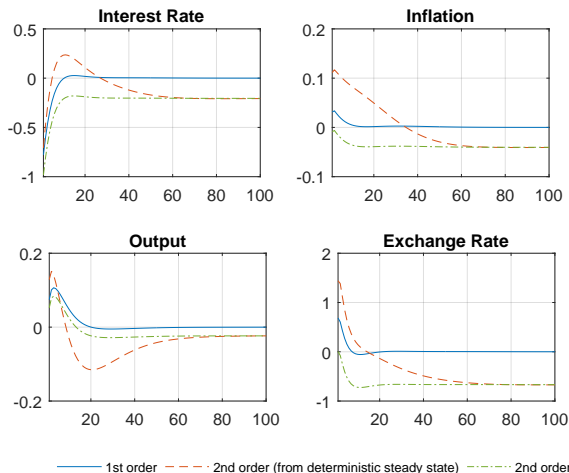 Interest Rate
0.5
0
-0.5
-1
20 40 60 80 100
Inflation
0.2
0.1
0
-0.1
20 40 60 80 100
Output
0.2
0
-0.2
20 40 60 80 100
Exchange Rate
2
1
0
-1
20 40 60 80 100
1st order 2nd order (from deterministic steady state) 2nd order